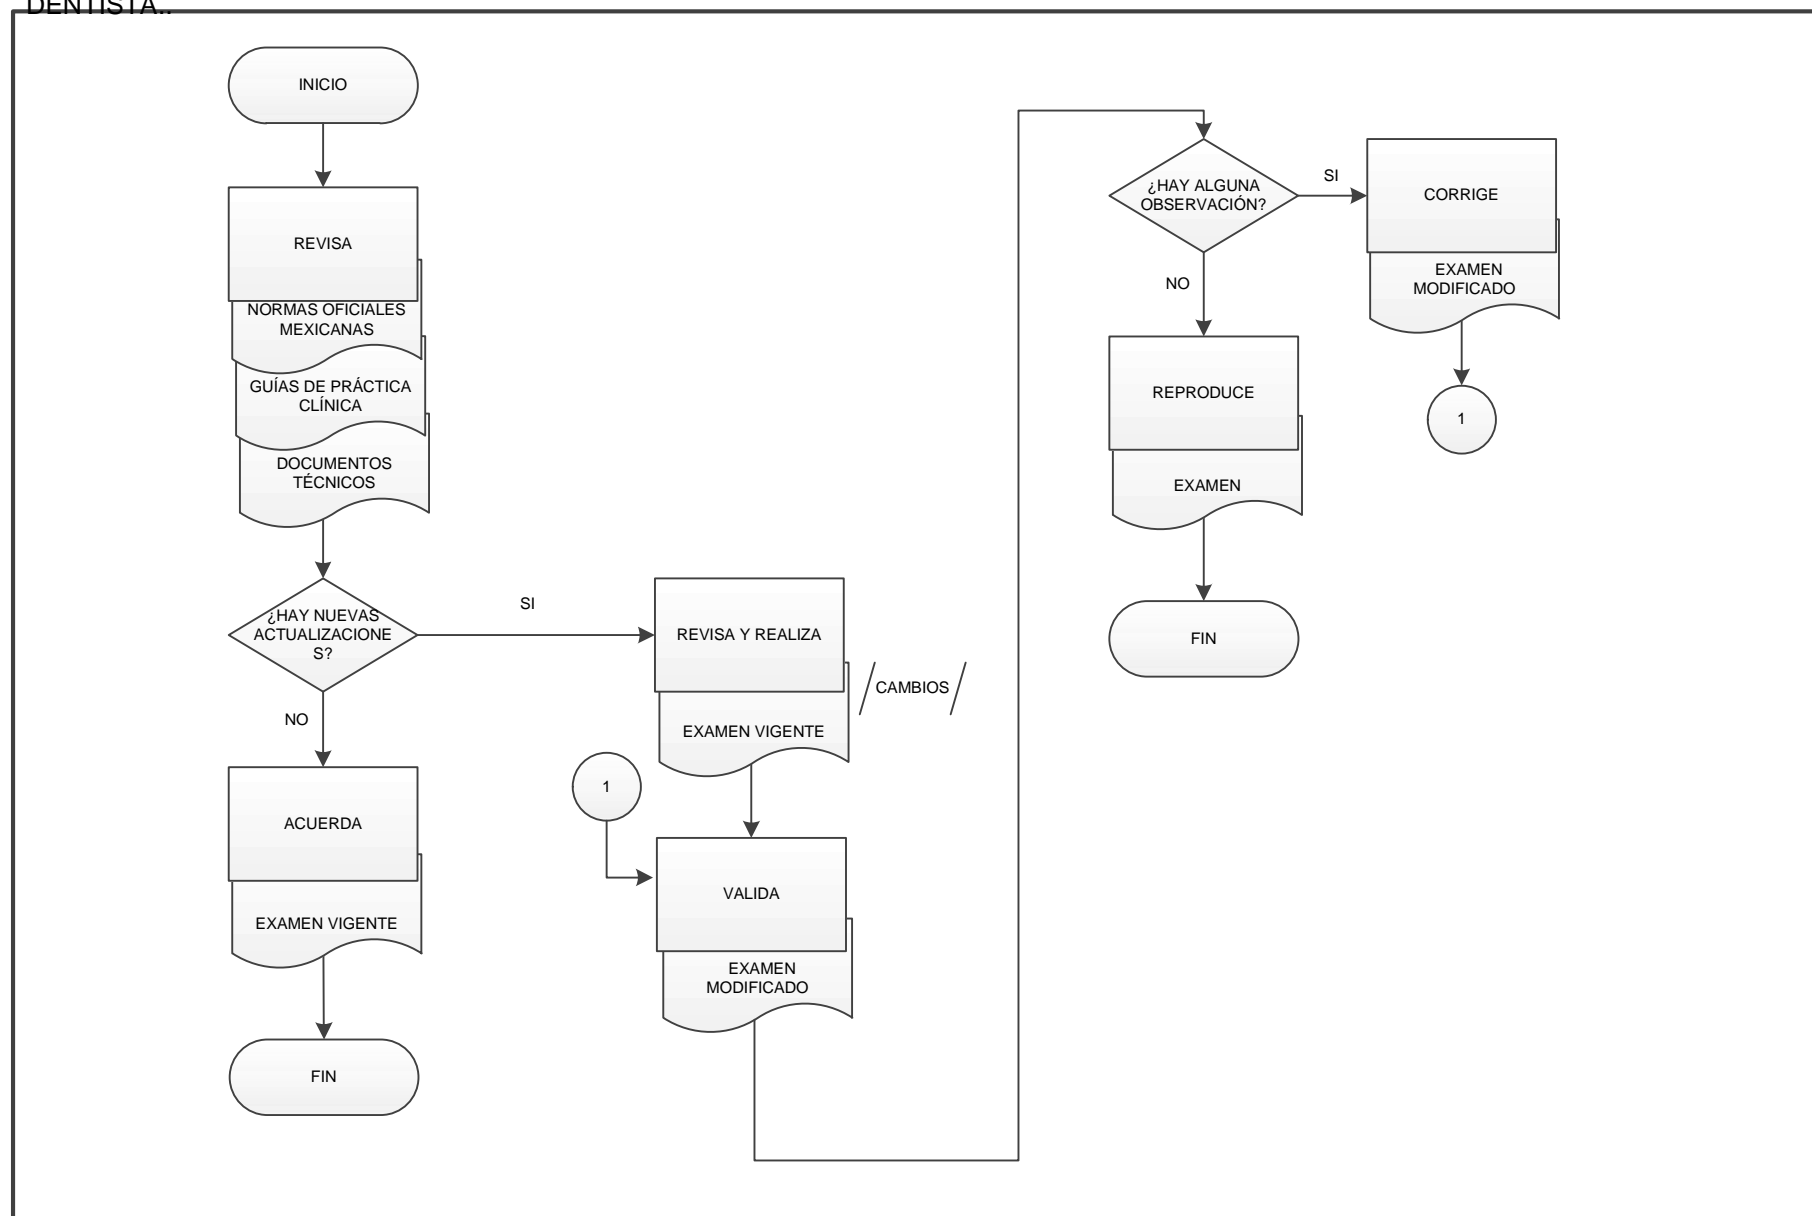 DENTISTA..
INICIO
REVISA
NORMAS OFICIALES
MEXICANAS
GUÍAS DE PRÁCTICA
CLÍNICA
DOCUMENTOS
TÉCNICOS
¿HAY NUEVAS
ACTUALIZACIONE
S?
SI
NO
ACUERDA
EXAMEN VIGENTE
FIN
REVISA Y REALIZA
EXAMEN VIGENTE
CAMBIOS
1
VALIDA
EXAMEN
MODIFICADO
¿HAY ALGUNA
OBSERVACIÓN?
SI
NO
CORRIGE
EXAMEN
MODIFICADO
1
REPRODUCE
EXAMEN
FIN